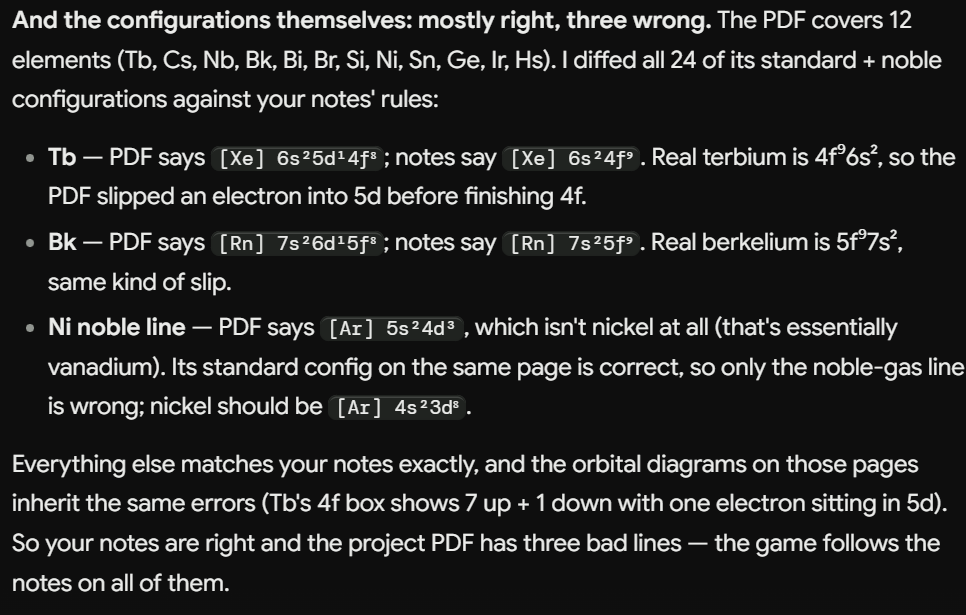 And the configurations themselves: mostly right, three wrong. The PDF covers 12
elements (Tb, Cs, Nb, Bk, Bi, Br, Si, Ni, Sn, Ge, Ir, Hs). I diffed all 24 of its standard + noble
configurations against your notes' rules:
• Tb — PDF says [Xe] 6s²5d¹4f⁸; notes say [Xe] 6s²4f⁹. Real terbium is 4f⁹6s², so the
PDF slipped an electron into 5d before finishing 4f.
• Bk — PDF says [Rn] 7s²6d¹5f⁸; notes say [Rn] 7s²5f⁹. Real berkelium is 5f⁹7s²,
same kind of slip.
• Ni noble line — PDF says [Ar] 5s²4d³, which isn't nickel at all (that's essentially
vanadium). Its standard config on the same page is correct, so only the noble-gas line
is wrong; nickel should be [Ar] 4s²3d⁸.
Everything else matches your notes exactly, and the orbital diagrams on those pages
inherit the same errors (Tb's 4f box shows 7 up + 1 down with one electron sitting in 5d).
So your notes are right and the project PDF has three bad lines — the game follows the
notes on all of them.